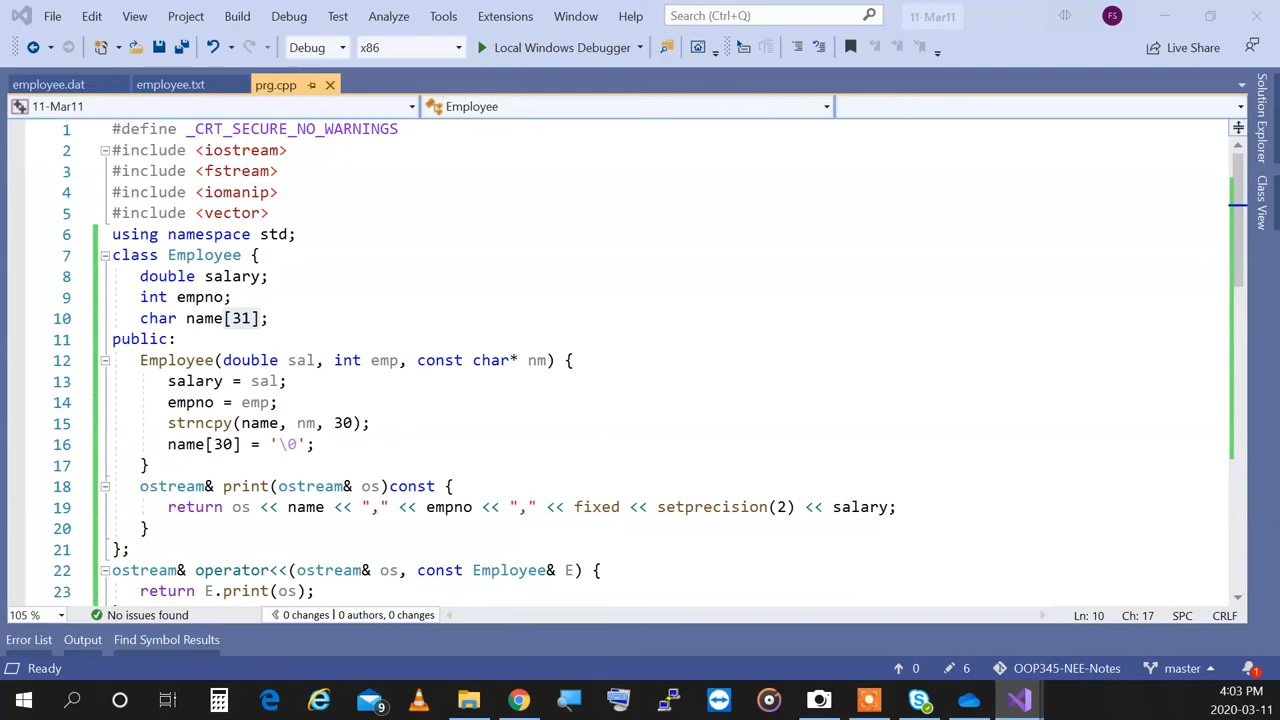 File Edit View Project Build Debug Test Analyze Tools Extensions Window Help Search (Ctrl+Q) 11-Mar11 FS
Debug x86 Local Windows Debugger Live Share
employee.dat employee.txt prg.cpp
11-Mar11 Employee
1 #define _CRT_SECURE_NO_WARNINGS
2 #include <iostream>
3 #include <fstream>
4 #include <iomanip>
5 #include <vector>
6 using namespace std;
7 class Employee {
8 double salary;
9 int empno;
10 char name[31];
11 public:
12 Employee(double sal, int emp, const char* nm) {
13 salary = sal;
14 empno = emp;
15 strncpy(name, nm, 30);
16 name[30] = '\0';
17 }
18 ostream& print(ostream& os)const {
19 return os << name << "," << empno << "," << fixed << setprecision(2) << salary;
20 }
21 };
22 ostream& operator<<(ostream& os, const Employee& E) {
23 return E.print(os);
105 % No issues found 0 changes | 0 authors, 0 changes Ln: 10 Ch: 17 SPC CRLF
Error List Output Find Symbol Results
Ready 0 6 OOP345-NEE-Notes master 1
Solution Explorer
Class View
9
4:03 PM
2020-03-11